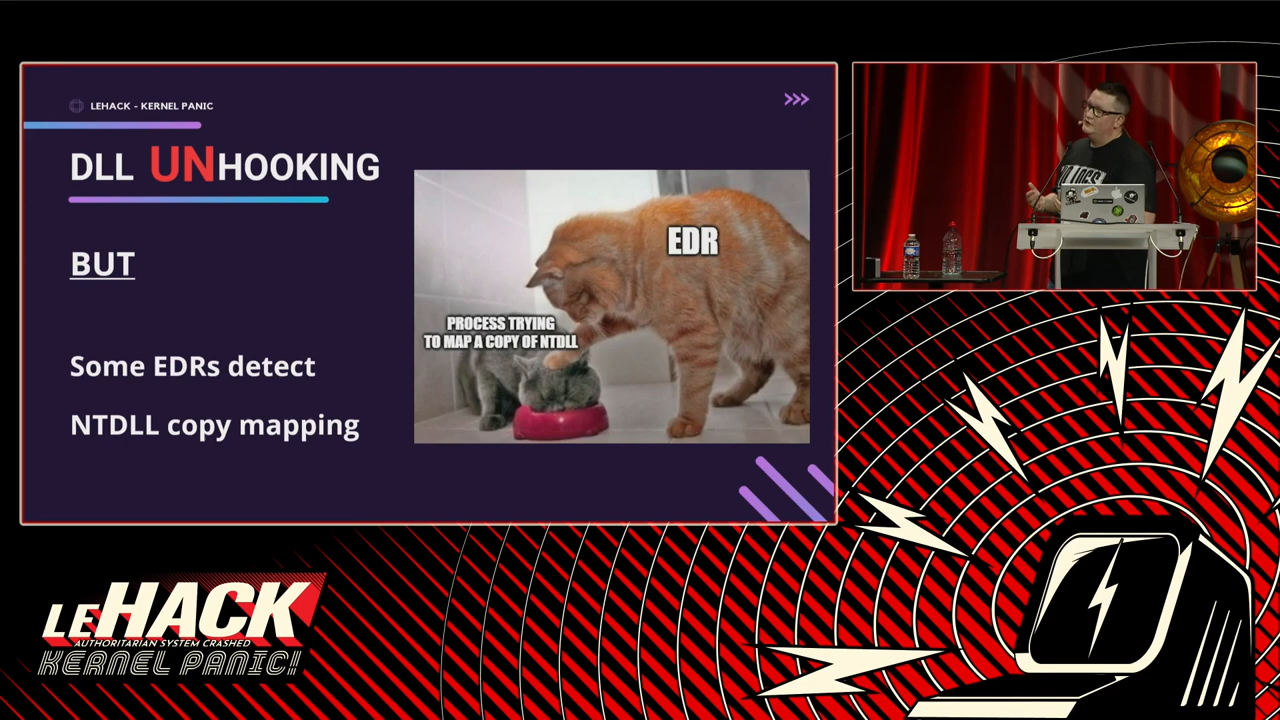 LEHACK - KERNEL PANIC
DLL UNHOOKING
BUT
Some EDRs detect
NTDLL copy mapping
EDR
PROCESS TRYING
TO MAP A COPY OF NTDLL
LEHACK
AUTHORITARIAN SYSTEM CRASHED
KERNEL PANIC!